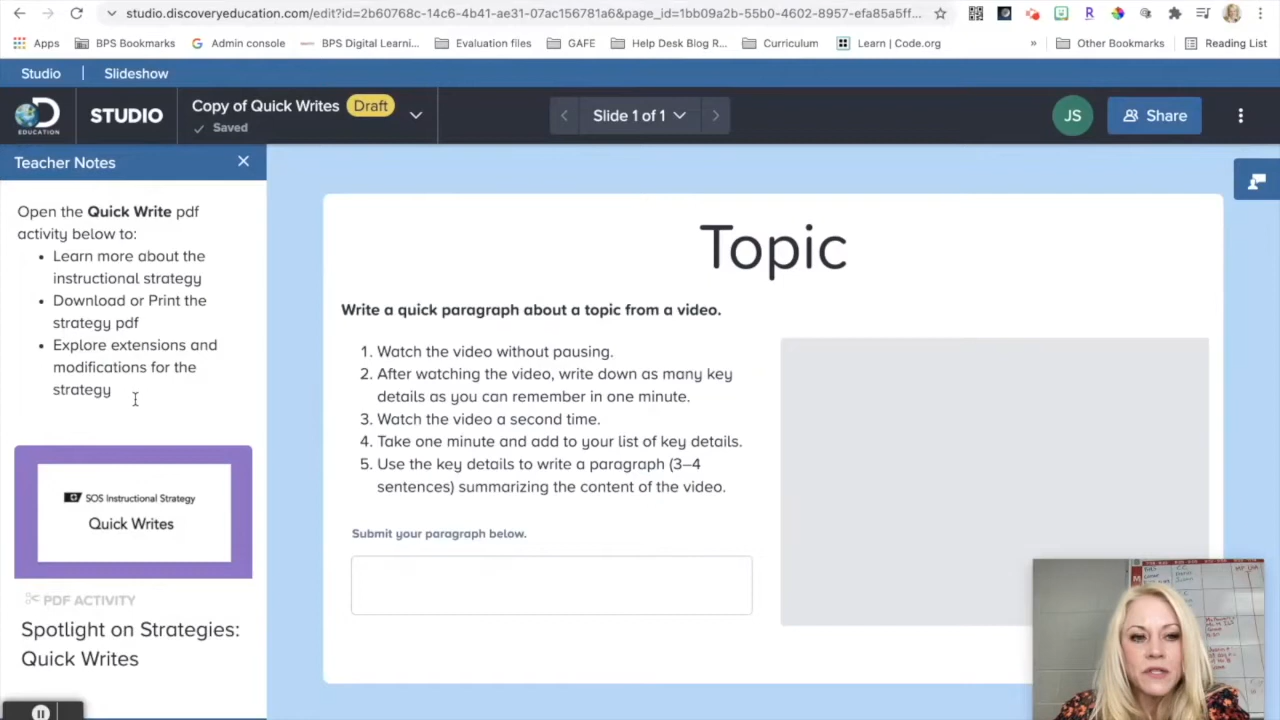 studio.discoveryeducation.com/edit?id=2b60768c-14c6-4b41-ae31-07ac156781a6&page_id=1bb09a2b-55b0-4602-8957-efa85a5ff...
Apps BPS Bookmarks Admin console BPS Digital Learni... Evaluation files GAFE Help Desk Blog R... Curriculum Learn | Code.org » Other Bookmarks Reading List
Studio | Slideshow
EDUCATION STUDIO Copy of Quick Writes Draft
Saved
Slide 1 of 1
JS Share
Teacher Notes
Open the Quick Write pdf
activity below to:
• Learn more about the
instructional strategy
• Download or Print the
strategy pdf
• Explore extensions and
modifications for the
strategy
SOS Instructional Strategy
Quick Writes
PDF ACTIVITY
Spotlight on Strategies:
Quick Writes
Topic
Write a quick paragraph about a topic from a video.
1. Watch the video without pausing.
2. After watching the video, write down as many key
details as you can remember in one minute.
3. Watch the video a second time.
4. Take one minute and add to your list of key details.
5. Use the key details to write a paragraph (3–4
sentences) summarizing the content of the video.
Submit your paragraph below.